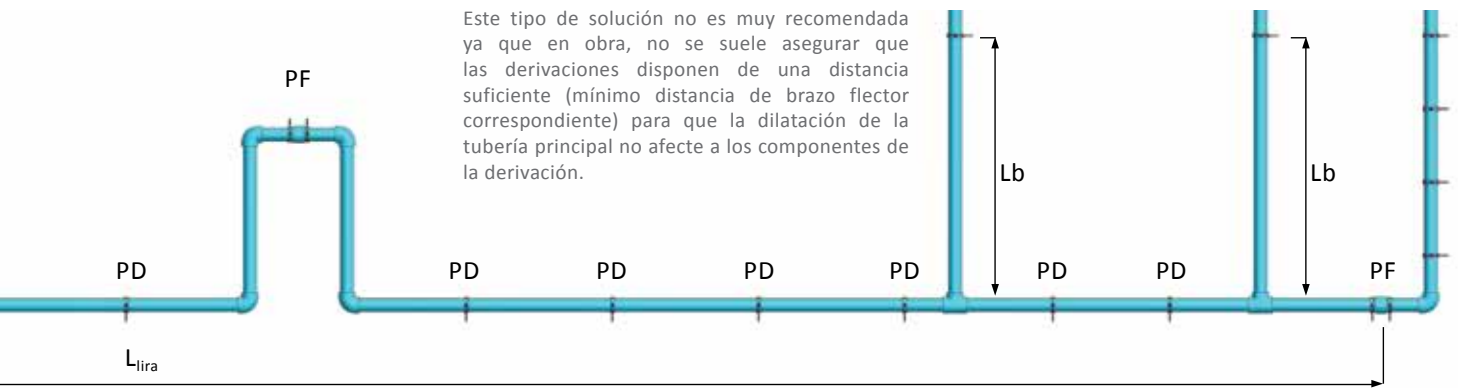 Este tipo de solución no es muy recomendada
ya que en obra, no se suele asegurar que
las derivaciones disponen de una distancia
suficiente (mínimo distancia de brazo flector
correspondiente) para que la dilatación de la
tubería principal no afecte a los componentes de
la derivación.
PF
Lb
Lb
PD
PD
PD
PD
PD
PD
PD
PF
Llira